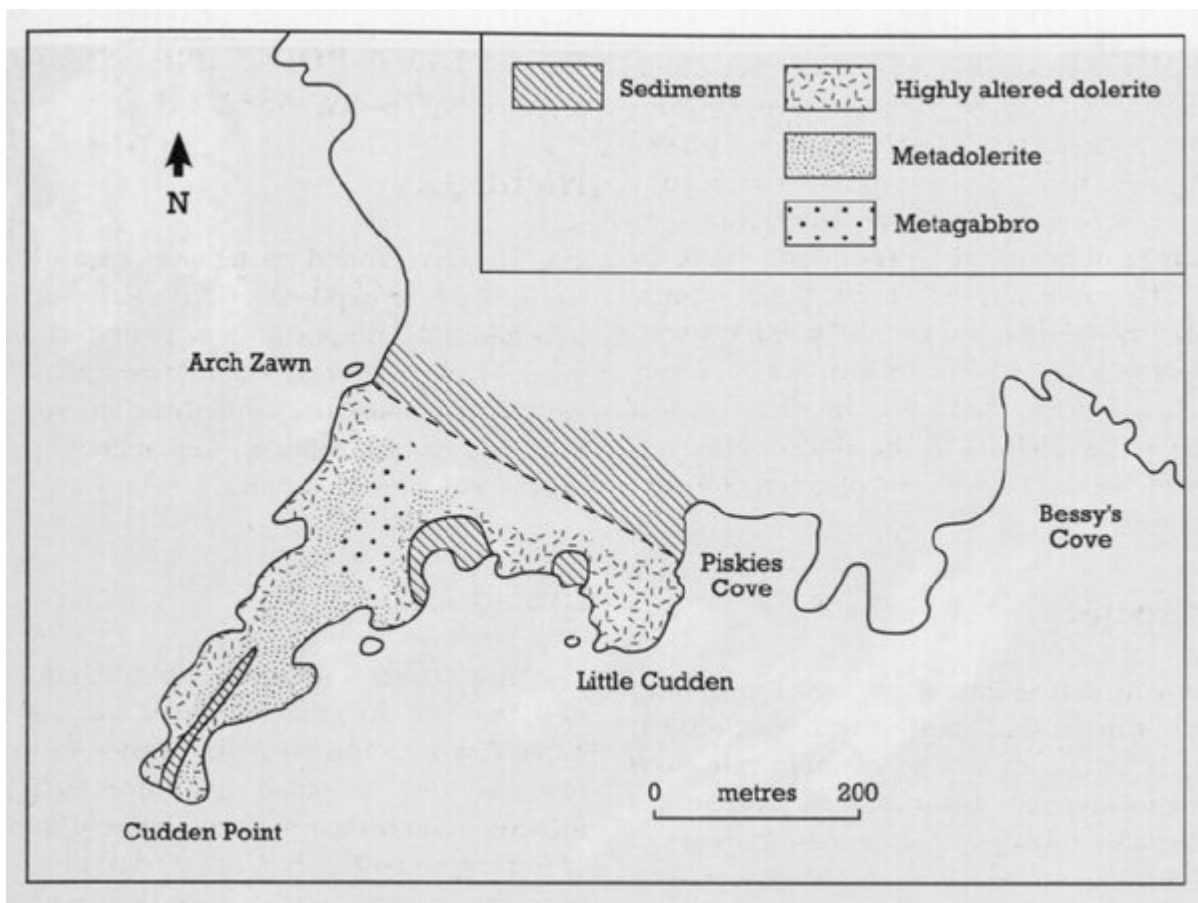 Sediments
Highly altered dolerite
Metadolerite
Metagabbro
N
Arch Zawn
Bessy's
Cove
Piskies
Cove
Little Cudden
0 metres 200
Cudden Point